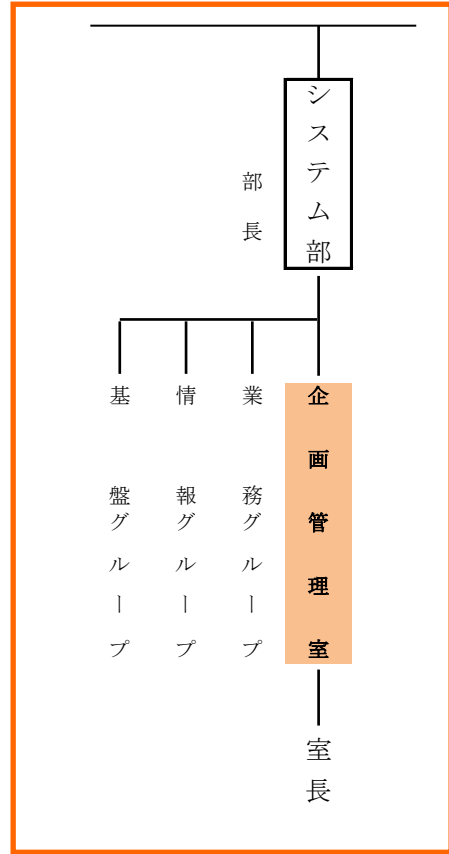 システム部
部長
企画管理室
業務グループ
情報グループ
基盤グループ
室長